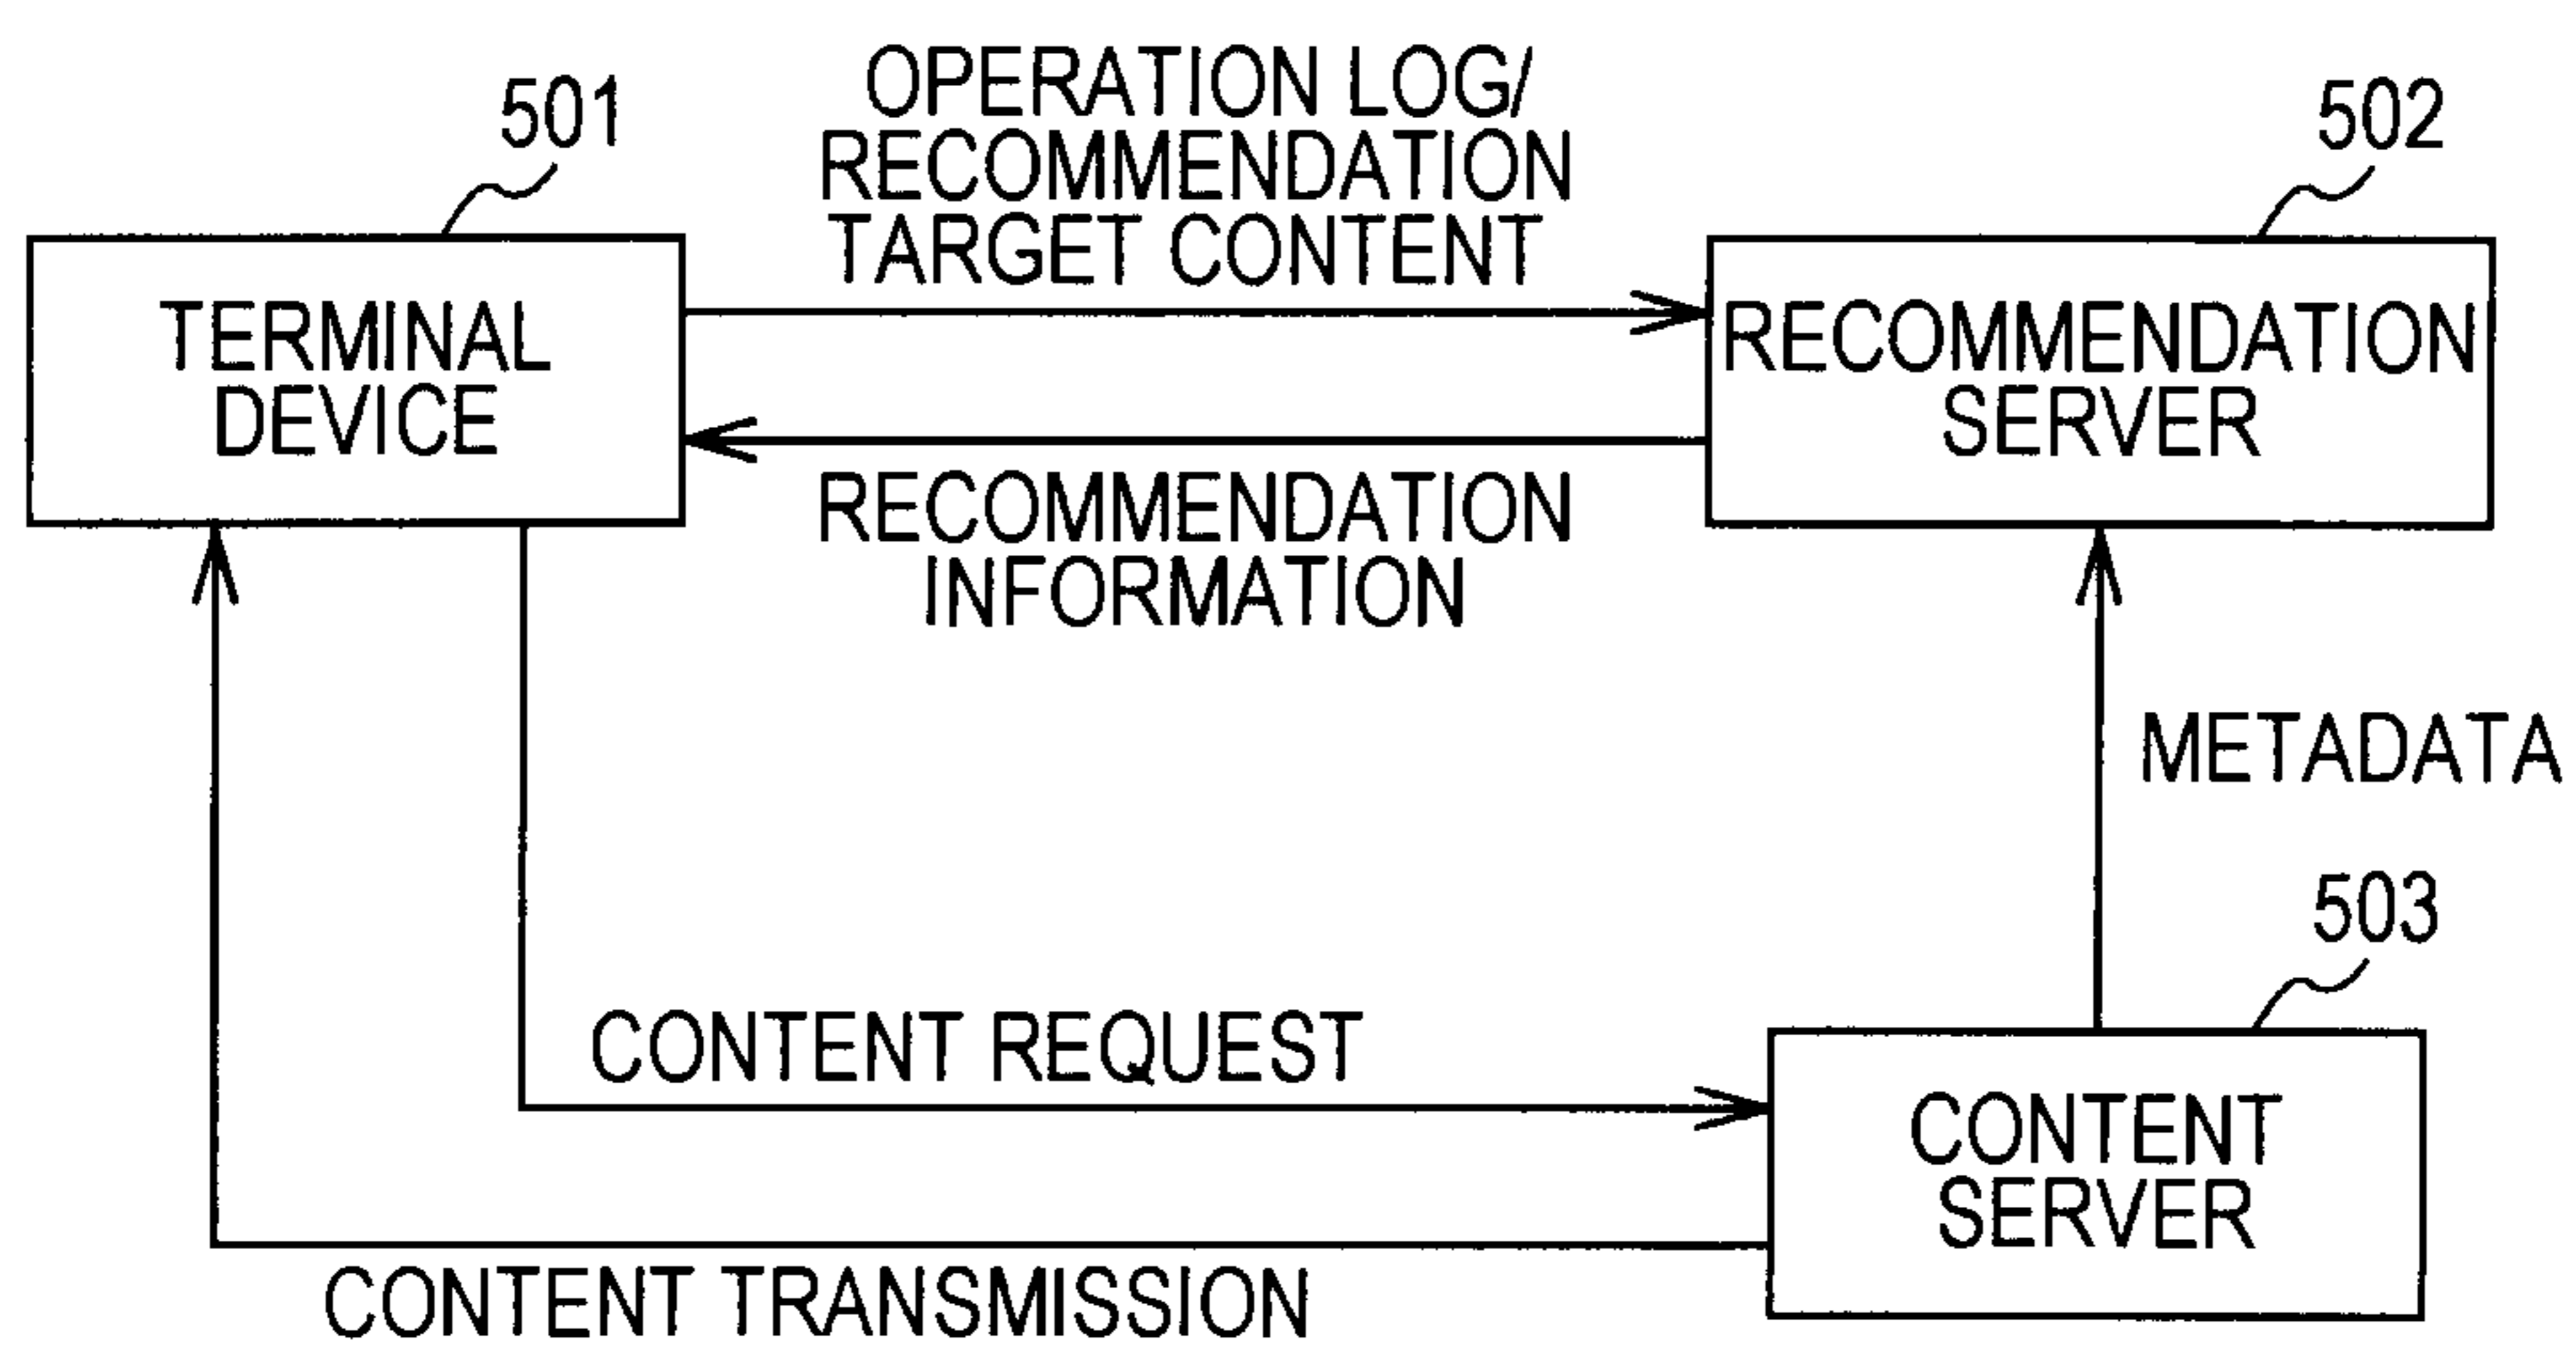 501
OPERATION LOG/
RECOMMENDATION
TARGET CONTENT
502
TERMINAL
DEVICE
RECOMMENDATION
SERVER
RECOMMENDATION
INFORMATION
METADATA
503
CONTENT REQUEST
CONTENT
SERVER
CONTENT TRANSMISSION